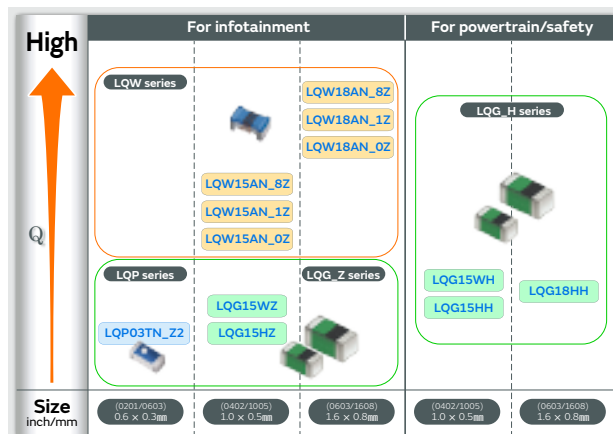 For infotainment
For powertrain/safety
High
LQW series
LQW18AN_8Z
LQW18AN_1Z
LQW18AN_0Z
LQG_H series
LQW15AN_8Z
LQW15AN_1Z
LQW15AN_0Z
Q
LQP series
LQG_Z series
LQG15WZ
LQP03TN_Z2
LQG15HZ
LQG15WH
LQG18HH
LQG15HH
Size
inch/mm
(0201/0603)
0.6 x 0.3㎜
(0402/1005)
1.0 x 0.5㎜
(0603/1608)
1.6 x 0.8㎜
(0402/1005)
1.0 x 0.5㎜
(0603/1608)
1.6 x 0.8㎜